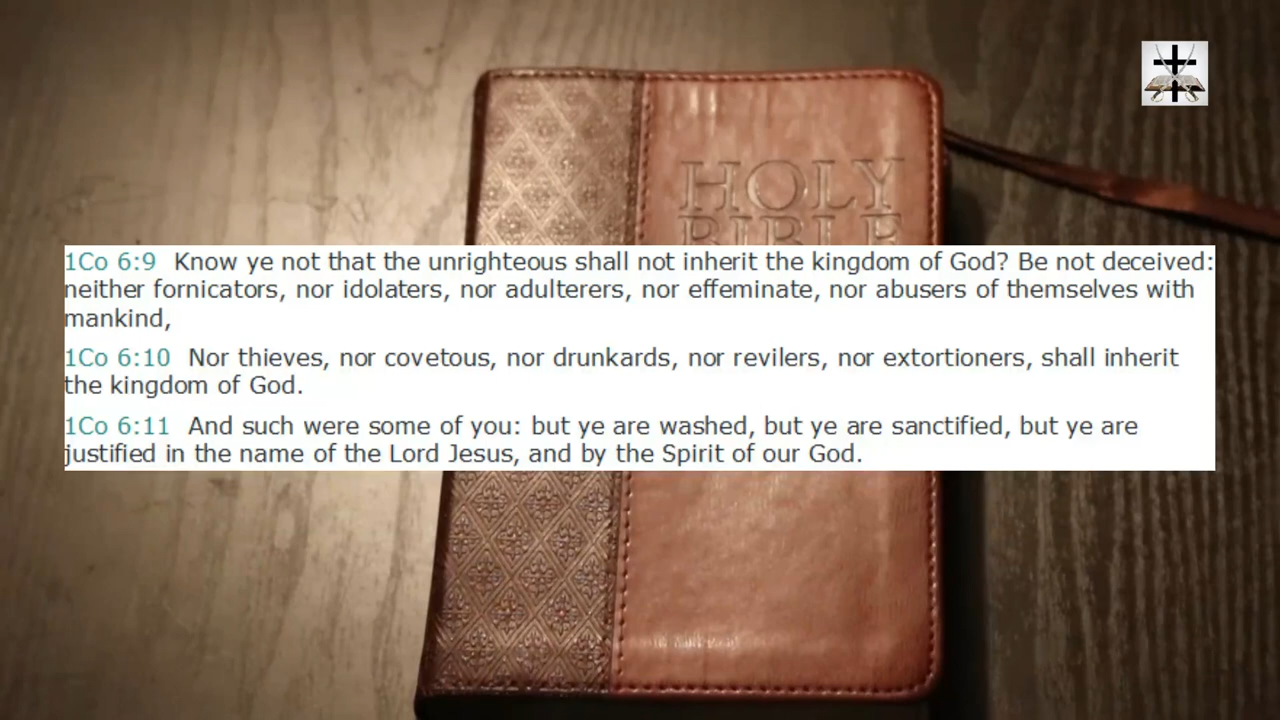 HOLY
BIBLE
1Co 6:9 Know ye not that the unrighteous shall not inherit the kingdom of God? Be not deceived:
neither fornicators, nor idolaters, nor adulterers, nor effeminate, nor abusers of themselves with
mankind,
1Co 6:10 Nor thieves, nor covetous, nor drunkards, nor revilers, nor extortioners, shall inherit
the kingdom of God.
1Co 6:11 And such were some of you: but ye are washed, but ye are sanctified, but ye are
justified in the name of the Lord Jesus, and by the Spirit of our God.